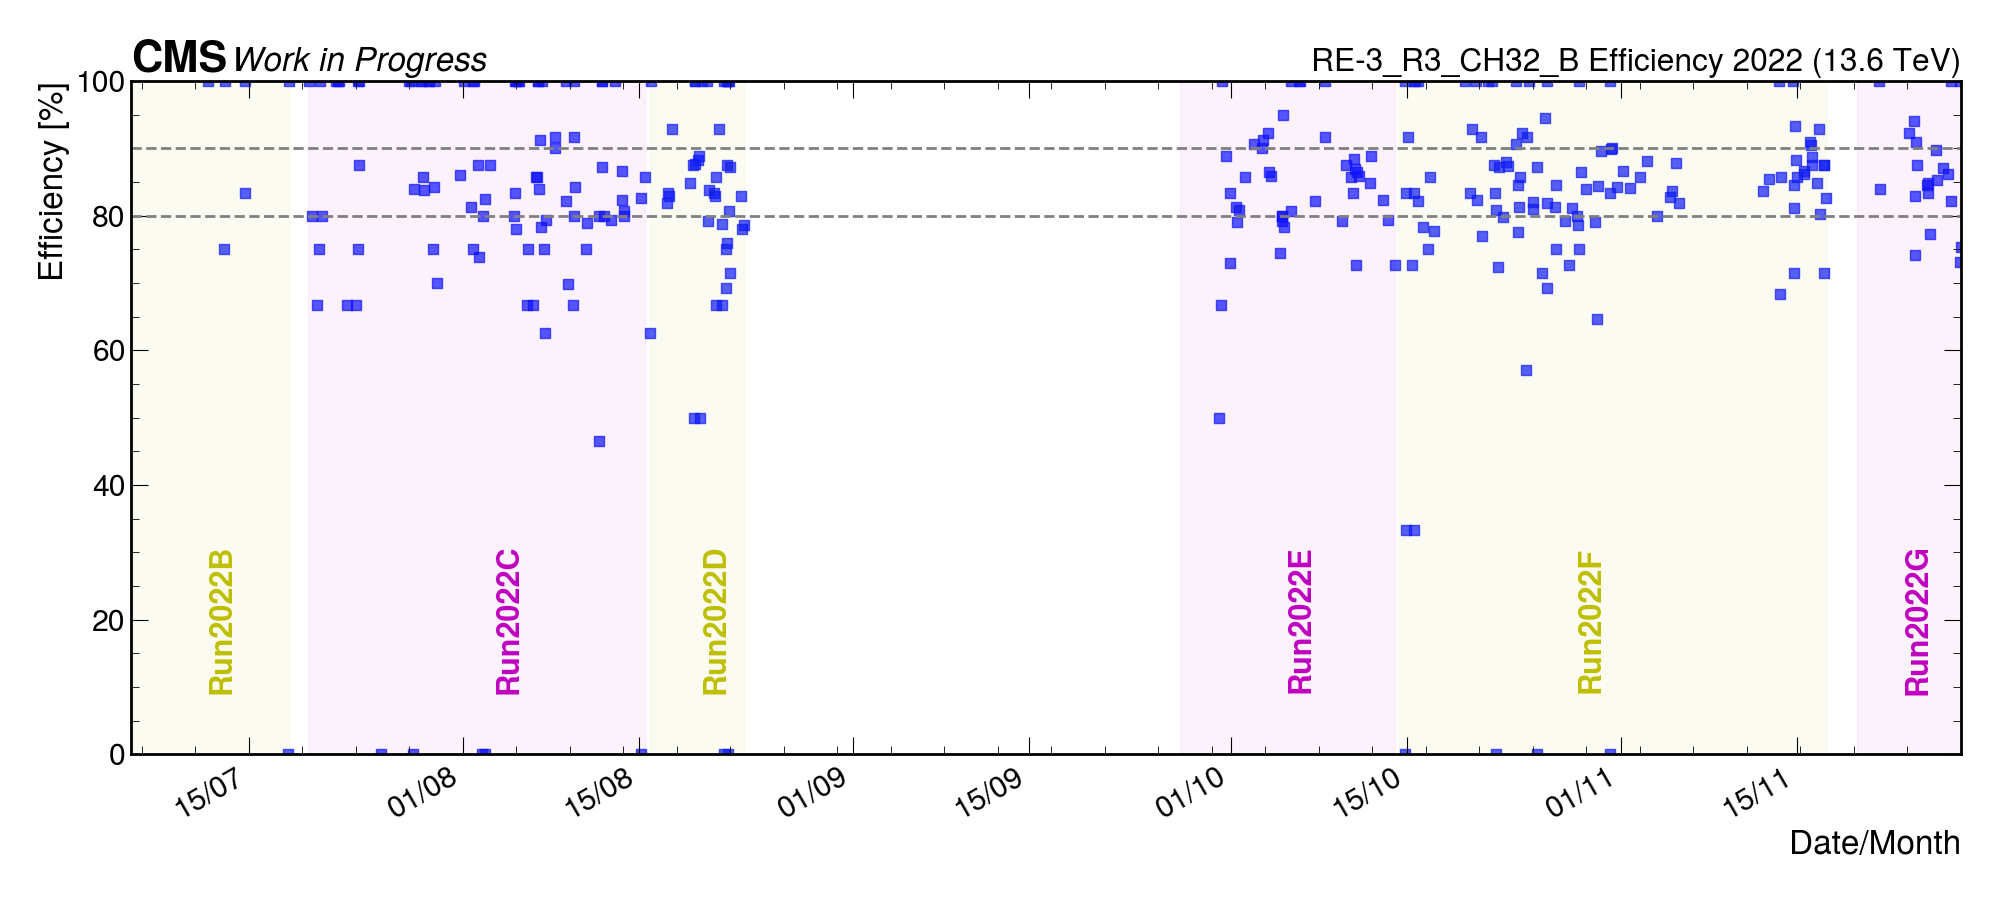 CMS Work in Progress
RE-3_R3_CH32_B Efficiency 2022 (13.6 TeV)
Efficiency [%]
100
80
60
40
20
0
Run2022B
Run2022C
Run2022D
Run2022E
Run2022F
Run2022G
15/07
01/08
15/08
01/09
15/09
01/10
15/10
01/11
15/11
Date/Month